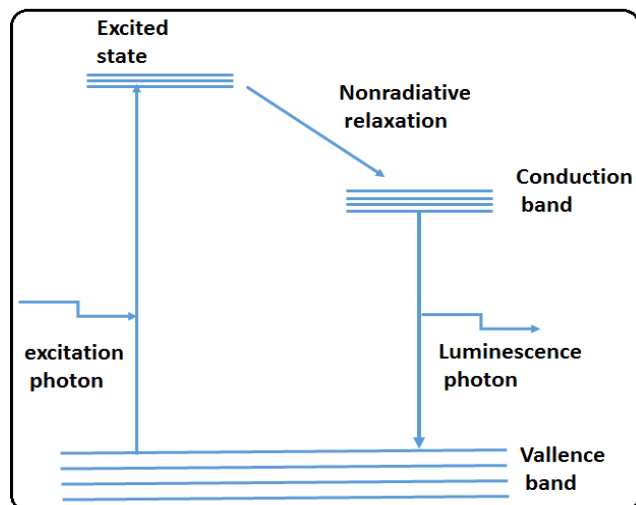 Excited
state
Nonradiative
relaxation
Conduction
band
excitation
photon
Luminescence
photon
Vallence
band